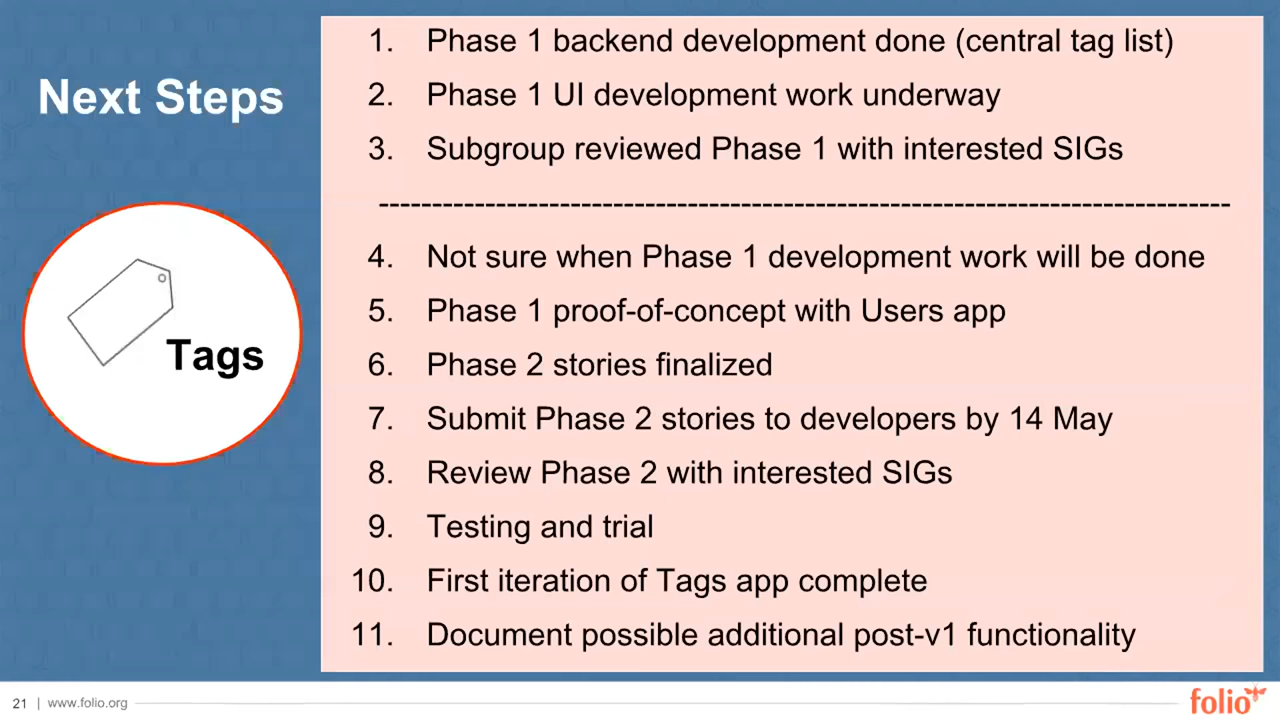 Next Steps
Tags
1. Phase 1 backend development done (central tag list)
2. Phase 1 UI development work underway
3. Subgroup reviewed Phase 1 with interested SIGs
--------------------------------------------------------------------------------
4. Not sure when Phase 1 development work will be done
5. Phase 1 proof-of-concept with Users app
6. Phase 2 stories finalized
7. Submit Phase 2 stories to developers by 14 May
8. Review Phase 2 with interested SIGs
9. Testing and trial
10. First iteration of Tags app complete
11. Document possible additional post-v1 functionality
21 | www.folio.org
folio